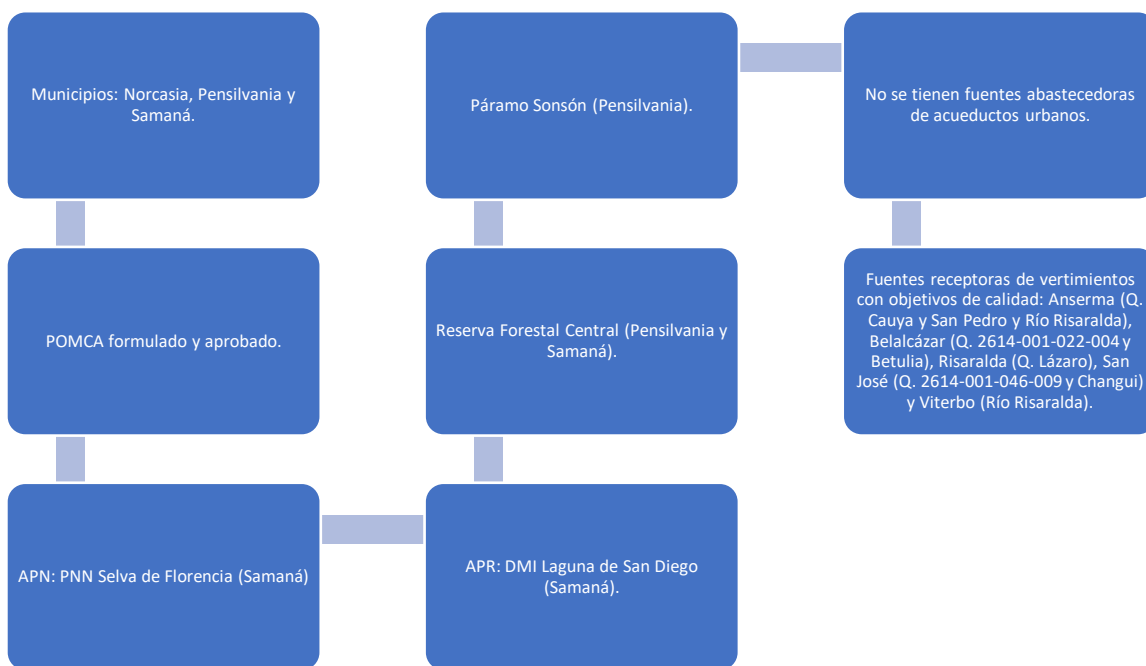 Municipios: Norcasia, Pensilvania y
Samaná.
POMCA formulado y aprobado.
APN: PNN Selva de Florencia (Samaná)
APR: DMI Laguna de San Diego
(Samaná).
Reserva Forestal Central (Pensilvania y
Samaná).
Páramo Sonsón (Pensilvania).
No se tienen fuentes abastecedoras
de acueductos urbanos.
Fuentes receptoras de vertimientos
con objetivos de calidad: Anserma (Q.
Cauya y San Pedro y Río Risaralda),
Belalcázar (Q. 2614-001-022-004 y
Betulia), Risaralda (Q. Lázaro), San
José (Q. 2614-001-046-009 y Changui)
y Viterbo (Río Risaralda).